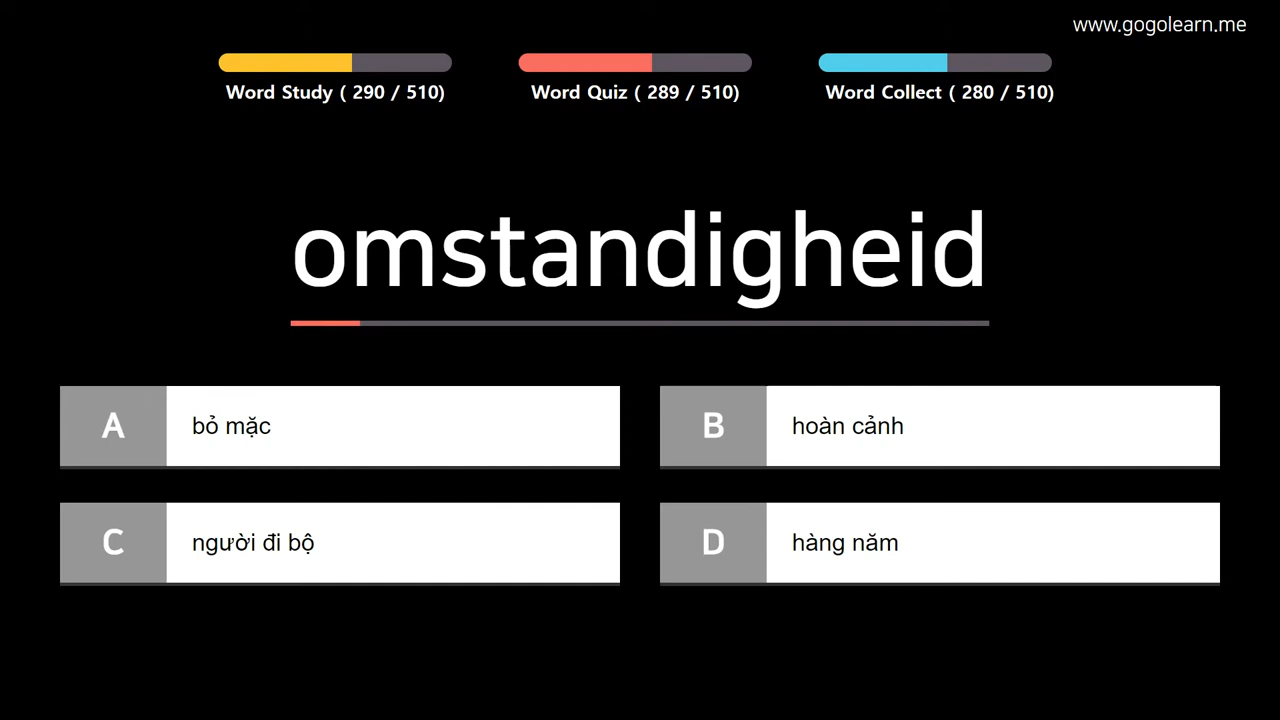 www.gogolearn.me
Word Study ( 290 / 510)
Word Quiz ( 289 / 510)
Word Collect ( 280 / 510)
omstandigheid
A bỏ mặc
B hoàn cảnh
C người đi bộ
D hàng năm